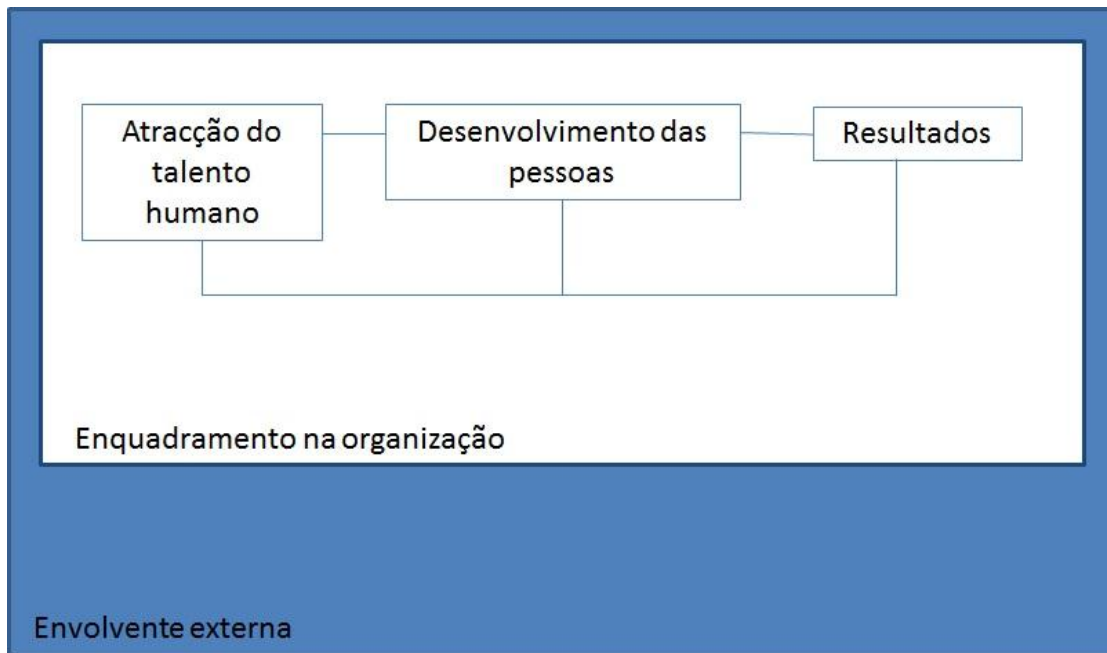 Atracção do
talento
humano
Desenvolvimento das
pessoas
Resultados
Enquadramento na organização
Envolvente externa